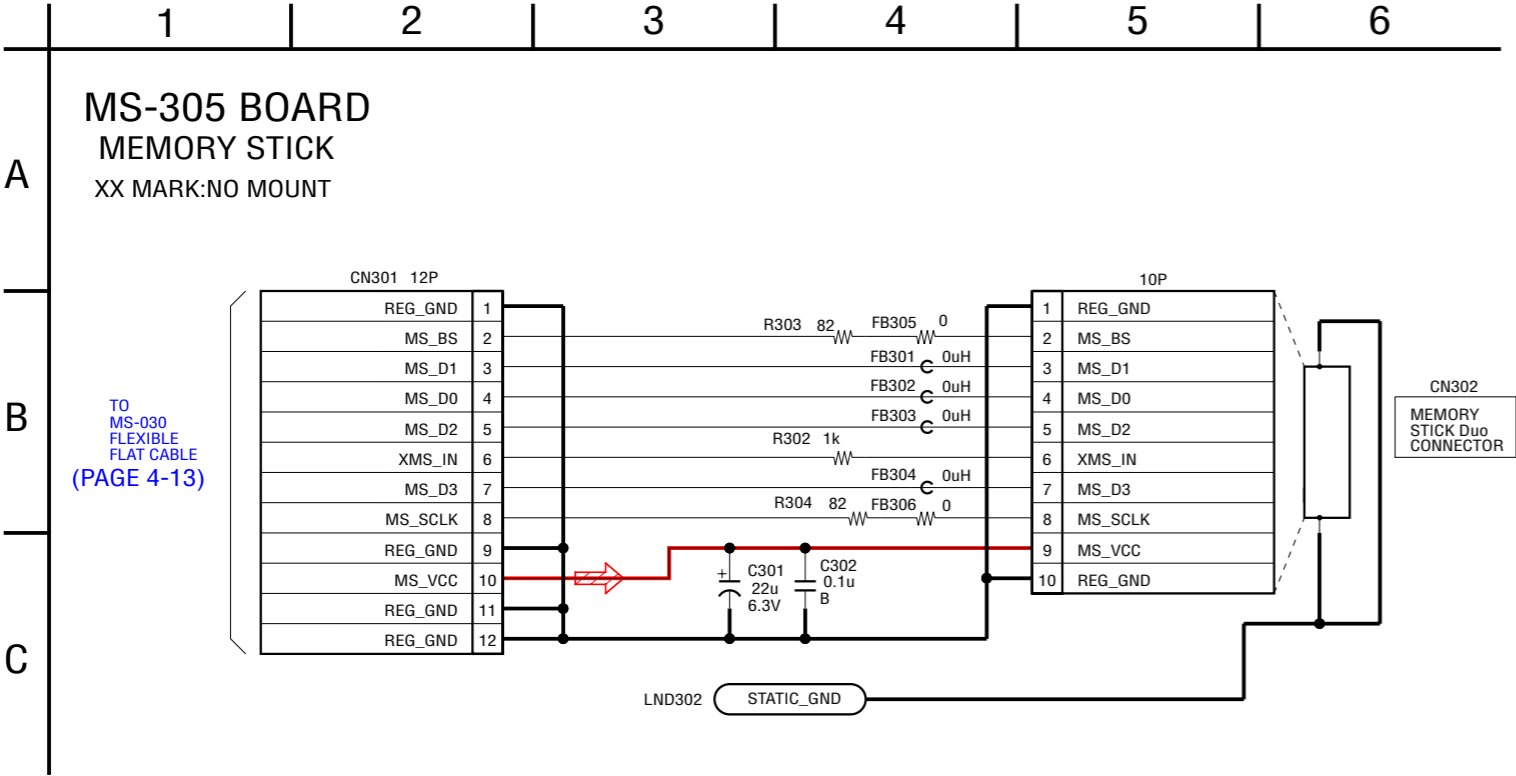 1 2 3 4 5 6
MS-305 BOARD
MEMORY STICK
XX MARK:NO MOUNT
A
B
C
CN301 12P
REG_GND 1
MS_BS 2
MS_D1 3
MS_D0 4
MS_D2 5
XMS_IN 6
MS_D3 7
MS_SCLK 8
REG_GND 9
MS_VCC 10
REG_GND 11
REG_GND 12
TO
MS-030
FLEXIBLE
FLAT CABLE
(PAGE 4-13)
R303 82 FB305 0
FB301 0uH
FB302 0uH
FB303 0uH
R302 1k
FB304 0uH
R304 82 FB306 0
+ C301
22u
6.3V
C302
0.1u
B
10P
1 REG_GND
2 MS_BS
3 MS_D1
4 MS_D0
5 MS_D2
6 XMS_IN
7 MS_D3
8 MS_SCLK
9 MS_VCC
10 REG_GND
CN302
MEMORY
STICK Duo
CONNECTOR
LND302 STATIC_GND